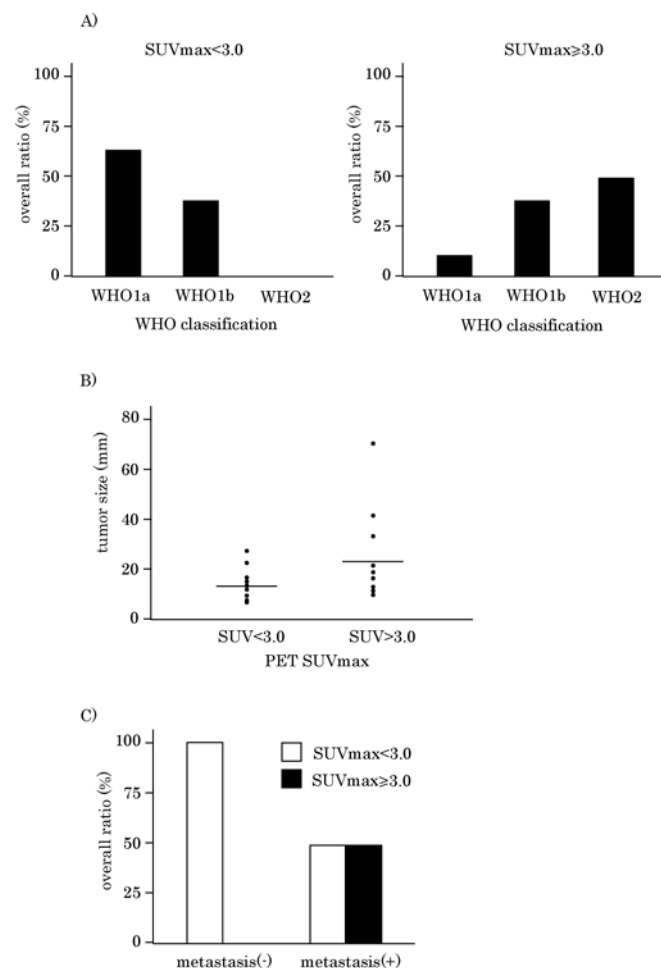 A)
SUVmax<3.0
SUVmax≥3.0
overall ratio (%)
100
75
50
25
0
WHO1a WHO1b WHO2
WHO classification
overall ratio (%)
100
75
50
25
0
WHO1a WHO1b WHO2
WHO classification
B)
tumor size (mm)
80
60
40
20
0
SUV<3.0 SUV>3.0
PET SUVmax
C)
overall ratio (%)
100
75
50
25
0
SUVmax<3.0
SUVmax≥3.0
metastasis(-) metastasis(+)